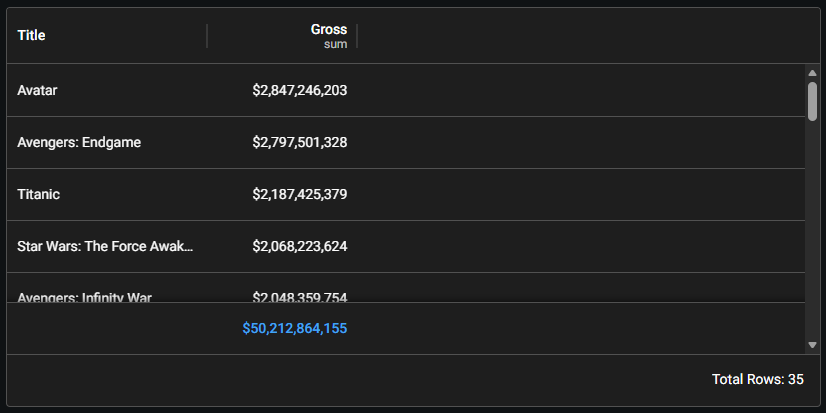 Title Gross
sum
Avatar $2,847,246,203
Avengers: Endgame $2,797,501,328
Titanic $2,187,425,379
Star Wars: The Force Awak... $2,068,223,624
Avengers: Infinity War $2,048,359,754
$50,212,864,155
Total Rows: 35